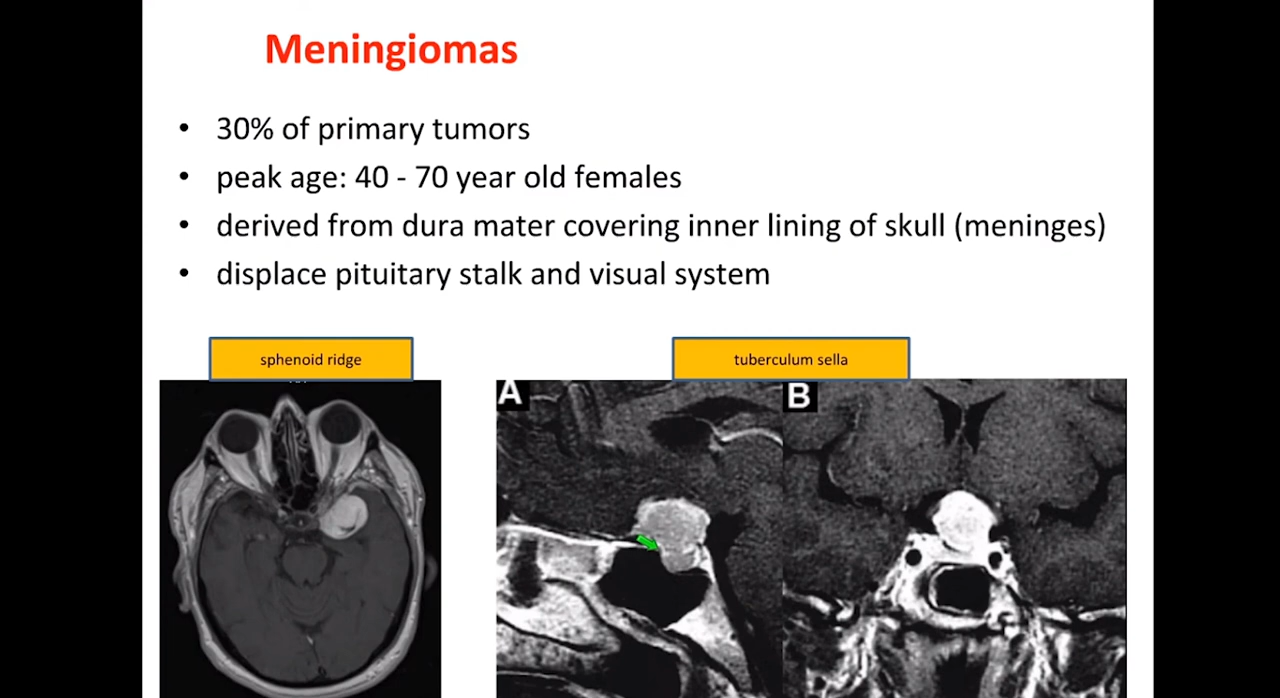 Meningiomas
• 30% of primary tumors
• peak age: 40 - 70 year old females
• derived from dura mater covering inner lining of skull (meninges)
• displace pituitary stalk and visual system
sphenoid ridge
tuberculum sella
A
B